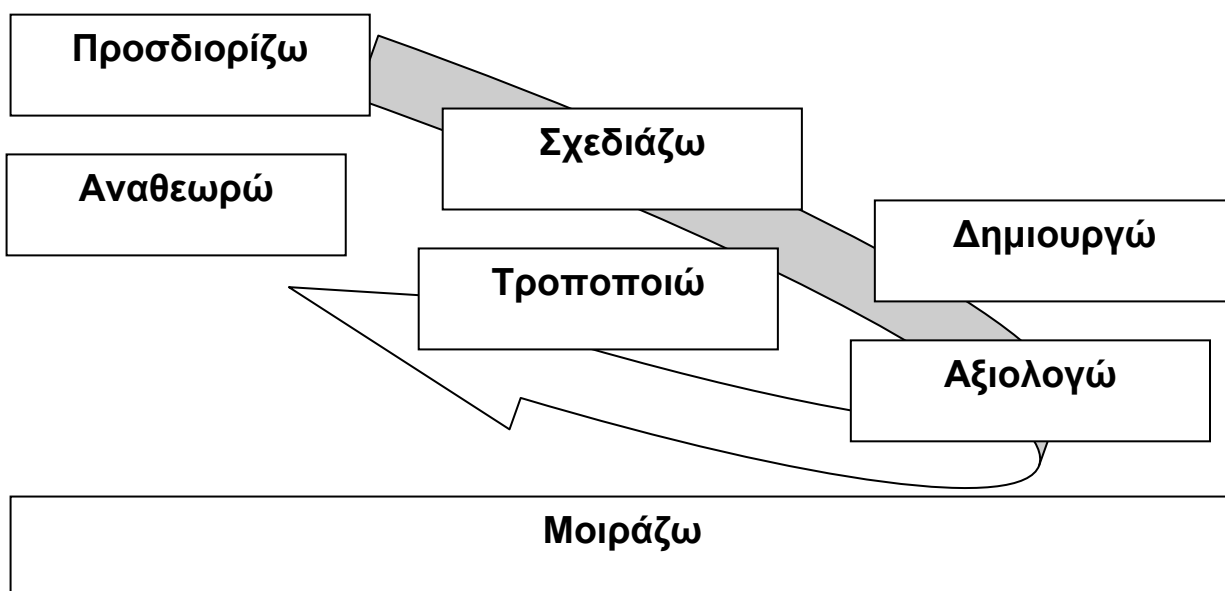 Προσδιορίζω
Σχεδιάζω
Αναθεωρώ
Δημιουργώ
Τροποποιώ
Αξιολογώ
Μοιράζω